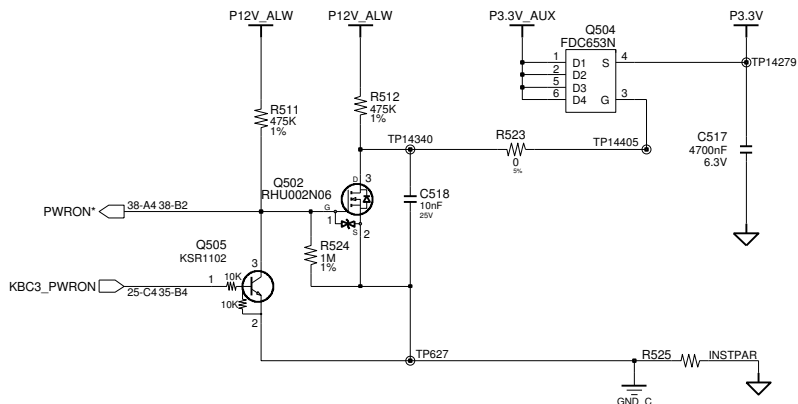 P12V_ALW
P12V_ALW
P3.3V_AUX
P3.3V
Q504
FDC653N
1 D1 S 4
2 D2
5 D3
6 D4 G 3
TP14279
R511
475K
1%
R512
475K
1%
TP14340
R523
0
5%
TP14405
C517
4700nF
6.3V
Q502
RHU002N06
D 3
G
1
S
2
C518
10nF
25V
PWRON* 38-A4 38-B2
R524
1M
1%
Q505
KSR1102
3
KBC3_PWRON 25-C4 35-B4
1
10K
10K
2
TP627
R525
INSTPAR
GND_C